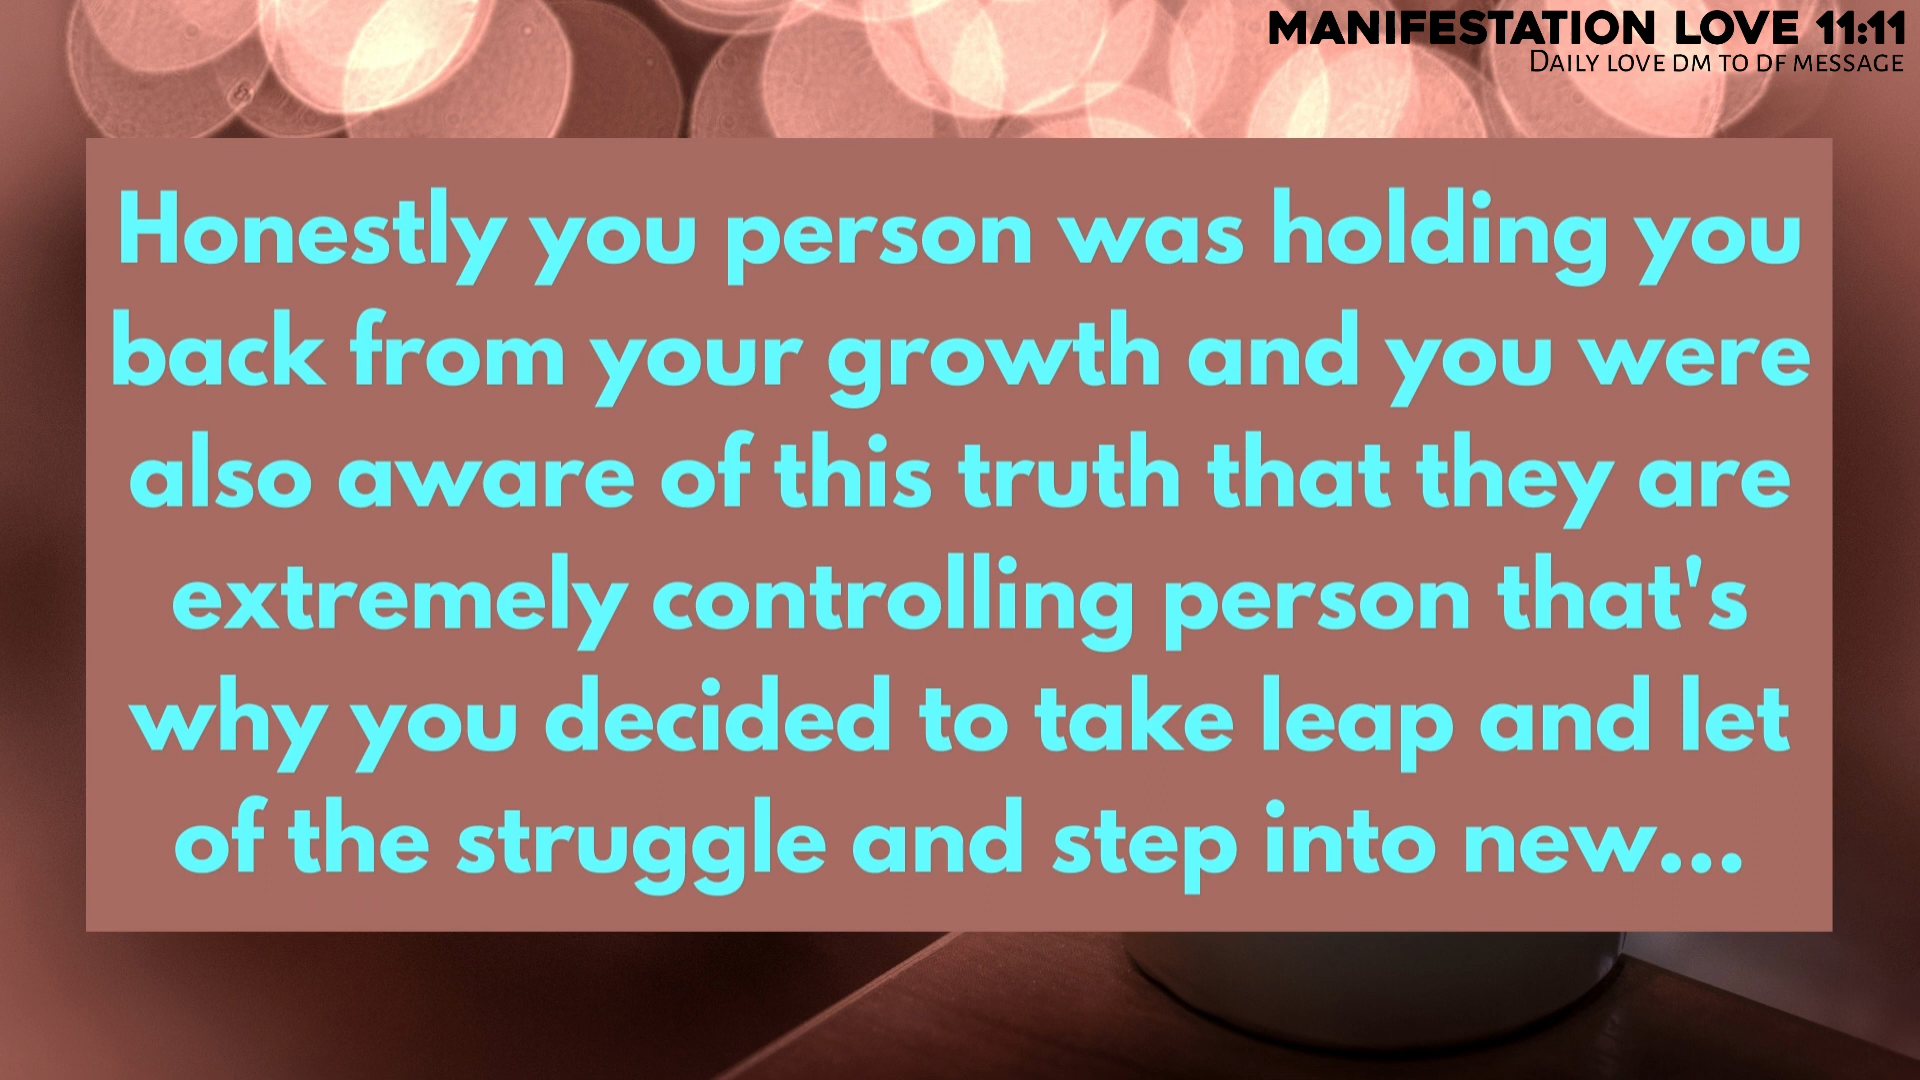 MANIFESTATION LOVE 11:11
DAILY LOVE DM TO DF MESSAGE
Honestly you person was holding you
back from your growth and you were
also aware of this truth that they are
extremely controlling person that's
why you decided to take leap and let
of the struggle and step into new...